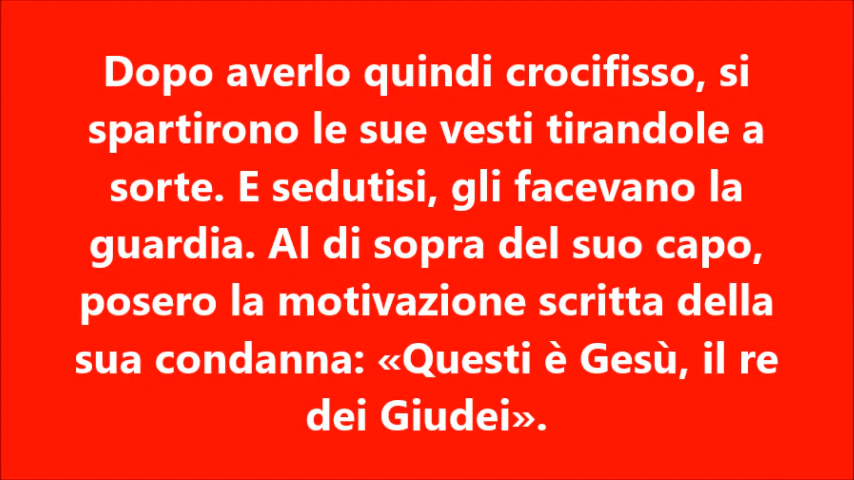 Dopo averlo quindi crocifisso, si
spartirono le sue vesti tirandole a
sorte. E sedutisi, gli facevano la
guardia. Al di sopra del suo capo,
posero la motivazione scritta della
sua condanna: «Questi è Gesù, il re
dei Giudei».